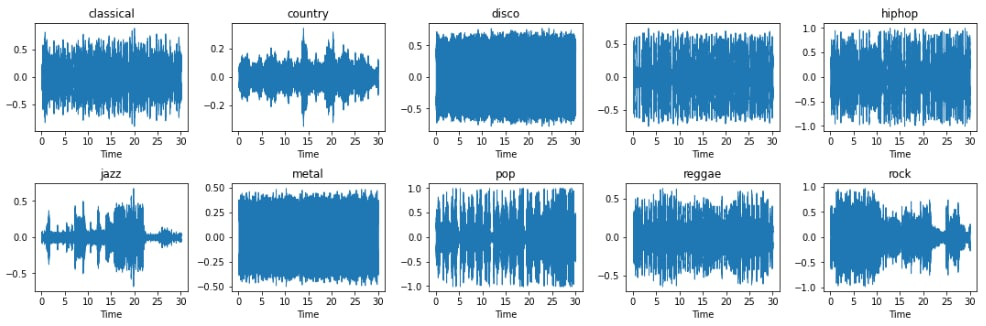 classical country disco hiphop
0.5 0.0 −0.5
0.2 0.0 −0.2
0.5 0.0 −0.5
0.5 0.0 −0.5
1.0 0.5 0.0 −0.5 −1.0
0 5 10 15 20 25 30 0 5 10 15 20 25 30 0 5 10 15 20 25 30 0 5 10 15 20 25 30 0 5 10 15 20 25 30
Time Time Time Time Time
jazz metal pop reggae rock
0.5 0.0 −0.5
0.50 0.25 0.00 −0.25 −0.50
1.0 0.5 0.0 −0.5 −1.0
0.5 0.0 −0.5
1.0 0.5 0.0 −0.5 −1.0
0 5 10 15 20 25 30 0 5 10 15 20 25 30 0 5 10 15 20 25 30 0 5 10 15 20 25 30 0 5 10 15 20 25 30
Time Time Time Time Time